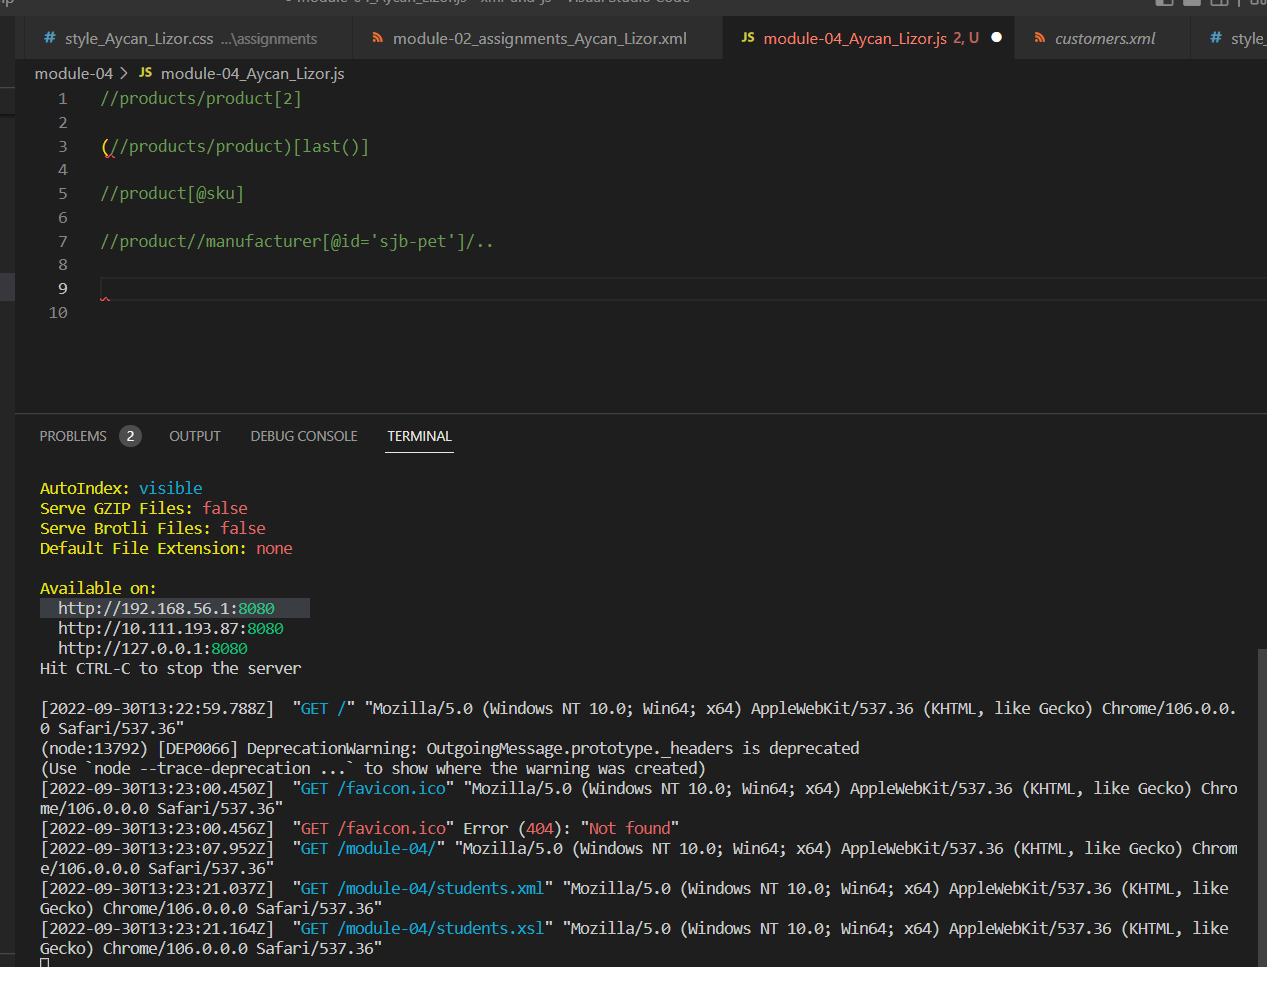 style_Aycan_Lizor.css ...\assignments module-02_assignments_Aycan_Lizor.xml JS module-04_Aycan_Lizor.js 2, U customers.xml style_
module-04 > JS module-04_Aycan_Lizor.js
1 //products/product[2]
2
3 (//products/product)[last()]
4
5 //product[@sku]
6
7 //product//manufacturer[@id='sjb-pet']/..
8
9
10
PROBLEMS 2 OUTPUT DEBUG CONSOLE TERMINAL
AutoIndex: visible
Serve GZIP Files: false
Serve Brotli Files: false
Default File Extension: none
Available on:
http://192.168.56.1:8080
http://10.111.193.87:8080
http://127.0.0.1:8080
Hit CTRL-C to stop the server
[2022-09-30T13:22:59.788Z] "GET /" "Mozilla/5.0 (Windows NT 10.0; Win64; x64) AppleWebKit/537.36 (KHTML, like Gecko) Chrome/106.0.0.
0 Safari/537.36"
(node:13792) [DEP0066] DeprecationWarning: OutgoingMessage.prototype._headers is deprecated
(Use `node --trace-deprecation ...` to show where the warning was created)
[2022-09-30T13:23:00.450Z] "GET /favicon.ico" "Mozilla/5.0 (Windows NT 10.0; Win64; x64) AppleWebKit/537.36 (KHTML, like Gecko) Chro
me/106.0.0.0 Safari/537.36"
[2022-09-30T13:23:00.456Z] "GET /favicon.ico" Error (404): "Not found"
[2022-09-30T13:23:07.952Z] "GET /module-04/" "Mozilla/5.0 (Windows NT 10.0; Win64; x64) AppleWebKit/537.36 (KHTML, like Gecko) Chrom
e/106.0.0.0 Safari/537.36"
[2022-09-30T13:23:21.037Z] "GET /module-04/students.xml" "Mozilla/5.0 (Windows NT 10.0; Win64; x64) AppleWebKit/537.36 (KHTML, like
Gecko) Chrome/106.0.0.0 Safari/537.36"
[2022-09-30T13:23:21.164Z] "GET /module-04/students.xsl" "Mozilla/5.0 (Windows NT 10.0; Win64; x64) AppleWebKit/537.36 (KHTML, like
Gecko) Chrome/106.0.0.0 Safari/537.36"